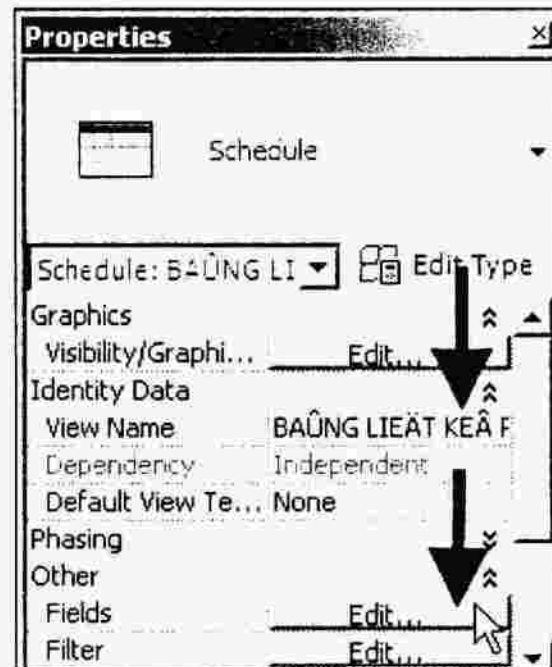 Properties
Schedule
Schedule: BAÛNG LI Edit Type
Graphics
Visibility/Graphi... Edit...
Identity Data
View Name BAÛNG LIEÄT KEÂ F
Dependency Independent
Default View Te... None
Phasing
Other
Fields Edit...
Filter Edit...